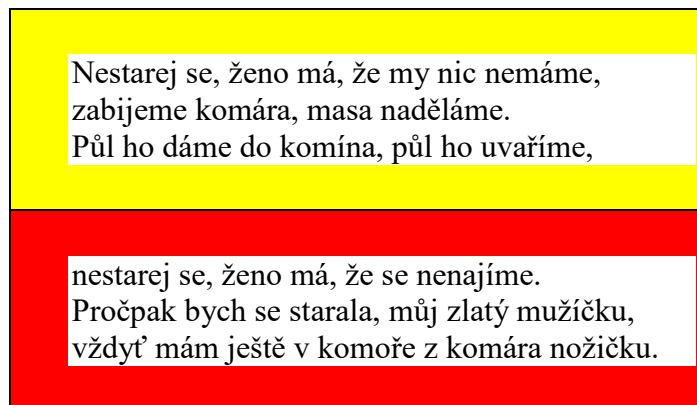 Nestarej se, ženo má, že my nic nemáme,
zabijeme komára, masa naděláme.
Půl ho dáme do komína, půl ho uvaříme,
nestarej se, ženo má, že se nenajíme.
Pročpak bych se starala, můj zlatý mužíčku,
vždyť mám ještě v komoře z komára nožičku.